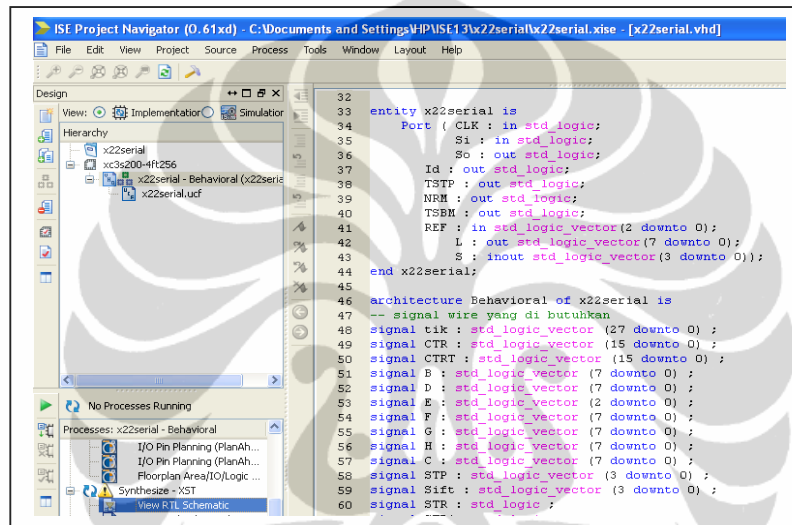 ISE Project Navigator (O.61xd) - C:\Documents and Settings\HP\ISE13\x22serial\x22serial.xise - [x22serial.vhd]
File Edit View Project Source Process Tools Window Layout Help
Design
View: Implementation Simulation
Hierarchy
x22serial
xc3s200-4ft256
x22serial - Behavioral (x22seria
x22serial.ucf
No Processes Running
Processes: x22serial - Behavioral
I/O Pin Planning (PlanAh...
I/O Pin Planning (PlanAh...
Floorplan Area/IO/Logic ...
Synthesize - XST
View RTL Schematic
32
33 entity x22serial is
34 Port ( CLK : in std_logic;
35 Si : in std_logic;
36 So : out std_logic;
37 Id : out std_logic;
38 TSTP : out std_logic;
39 NRM : out std_logic;
40 TSBM : out std_logic;
41 REF : in std_logic_vector(2 downto 0);
42 L : out std_logic_vector(7 downto 0);
43 S : inout std_logic_vector(3 downto 0));
44 end x22serial;
45
46 architecture Behavioral of x22serial is
47 -- signal wire yang di butuhkan
48 signal tik : std_logic_vector (27 downto 0) ;
49 signal CTR : std_logic_vector (15 downto 0) ;
50 signal CTRT : std_logic_vector (15 downto 0) ;
51 signal B : std_logic_vector (7 downto 0) ;
52 signal D : std_logic_vector (7 downto 0) ;
53 signal E : std_logic_vector (2 downto 0) ;
54 signal F : std_logic_vector (7 downto 0) ;
55 signal G : std_logic_vector (7 downto 0) ;
56 signal H : std_logic_vector (7 downto 0) ;
57 signal C : std_logic_vector (7 downto 0) ;
58 signal STP : std_logic_vector (3 downto 0) ;
59 signal Sift : std_logic_vector (3 downto 0) ;
60 signal STR : std_logic ;